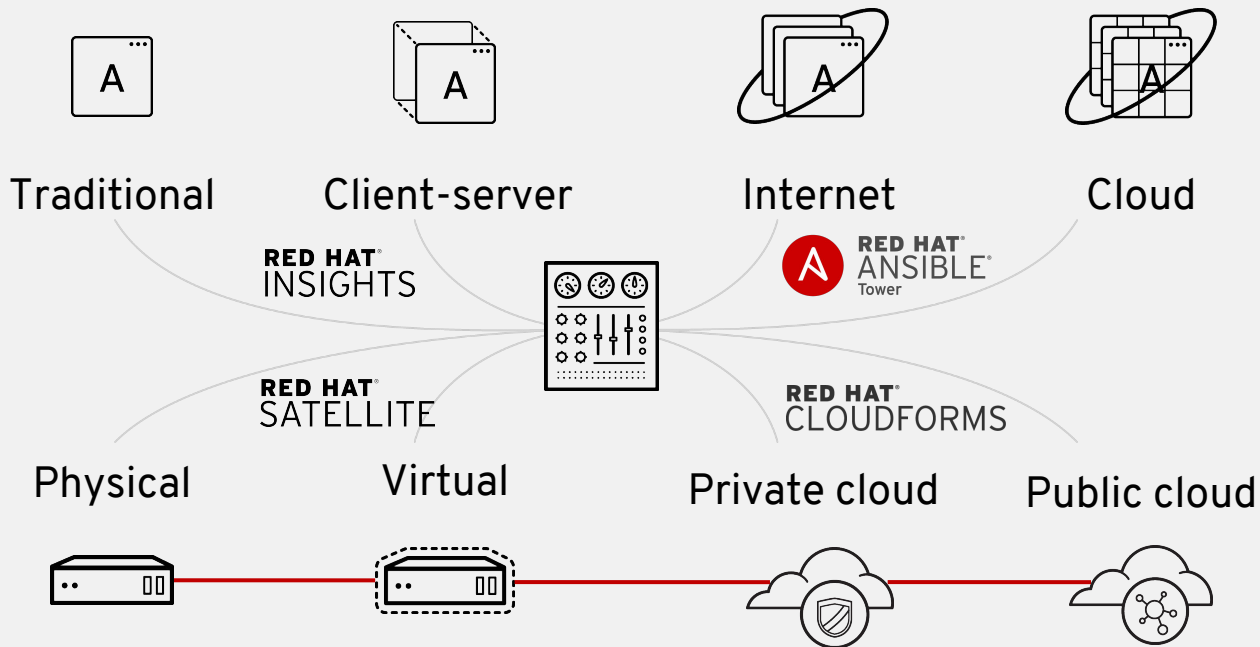 A
A
A
A
Traditional
Client-server
Internet
Cloud
RED HAT®
INSIGHTS
RED HAT®
ANSIBLE®
Tower
RED HAT®
SATELLITE
RED HAT®
CLOUDFORMS
Physical
Virtual
Private cloud
Public cloud